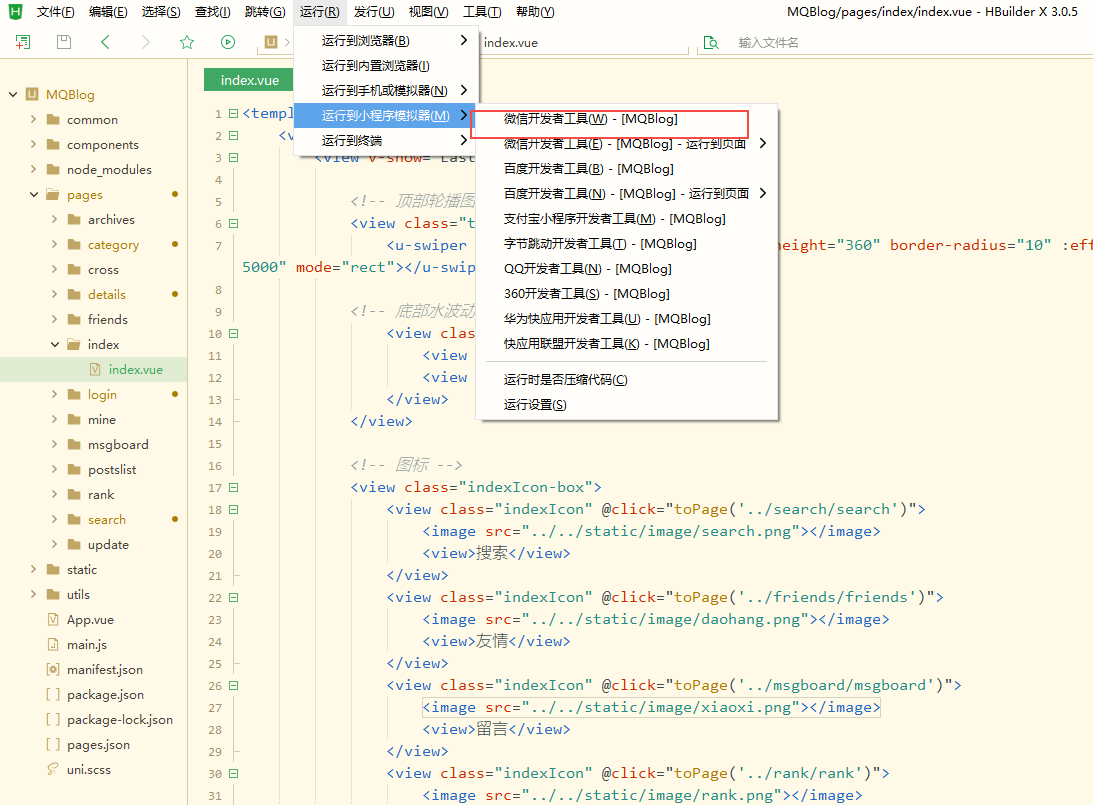 文件(F) 编辑(E) 选择(S) 查找(I) 跳转(G) 运行(R) 发行(U) 视图(V) 工具(T) 帮助(Y) MQBlog/pages/index/index.vue - HBuilder X 3.0.5
index.vue 输入文件名
运行到浏览器(B)
运行到内置浏览器(I)
运行到手机或模拟器(N)
运行到小程序模拟器(M)
运行到终端
微信开发者工具(W) - [MQBlog]
微信开发者工具(E) - [MQBlog] - 运行到页面
百度开发者工具(B) - [MQBlog]
百度开发者工具(N) - [MQBlog] - 运行到页面
支付宝小程序开发者工具(M) - [MQBlog]
字节跳动开发者工具(T) - [MQBlog]
QQ开发者工具(N) - [MQBlog]
360开发者工具(S) - [MQBlog]
华为快应用开发者工具(U) - [MQBlog]
快应用联盟开发者工具(K) - [MQBlog]
运行时是否压缩代码(C)
运行设置(S)
MQBlog
common
components
node_modules
pages
archives
category
cross
details
friends
index
index.vue
login
mine
msgboard
postslist
rank
search
update
static
utils
App.vue
main.js
manifest.json
package.json
package-lock.json
pages.json
uni.scss
index.vue
1 <templ
2 <v
3 <view v-show="Last
4
5 <!-- 顶部轮播图
6 <view class="t
7 <u-swiper height="360" border-radius="10" :eff
5000" mode="rect"></u-swip
8
9 <!-- 底部水波动
10 <view clas
11 <view
12 <view
13 </view>
14 </view>
15
16 <!-- 图标 -->
17 <view class="indexIcon-box">
18 <view class="indexIcon" @click="toPage('../search/search')">
19 <image src="../../static/image/search.png"></image>
20 <view>搜索</view>
21 </view>
22 <view class="indexIcon" @click="toPage('../friends/friends')">
23 <image src="../../static/image/daohang.png"></image>
24 <view>友情</view>
25 </view>
26 <view class="indexIcon" @click="toPage('../msgboard/msgboard')">
27 <image src="../../static/image/xiaoxi.png"></image>
28 <view>留言</view>
29 </view>
30 <view class="indexIcon" @click="toPage('../rank/rank')">
31 <image src="../../static/image/rank.png"></image>